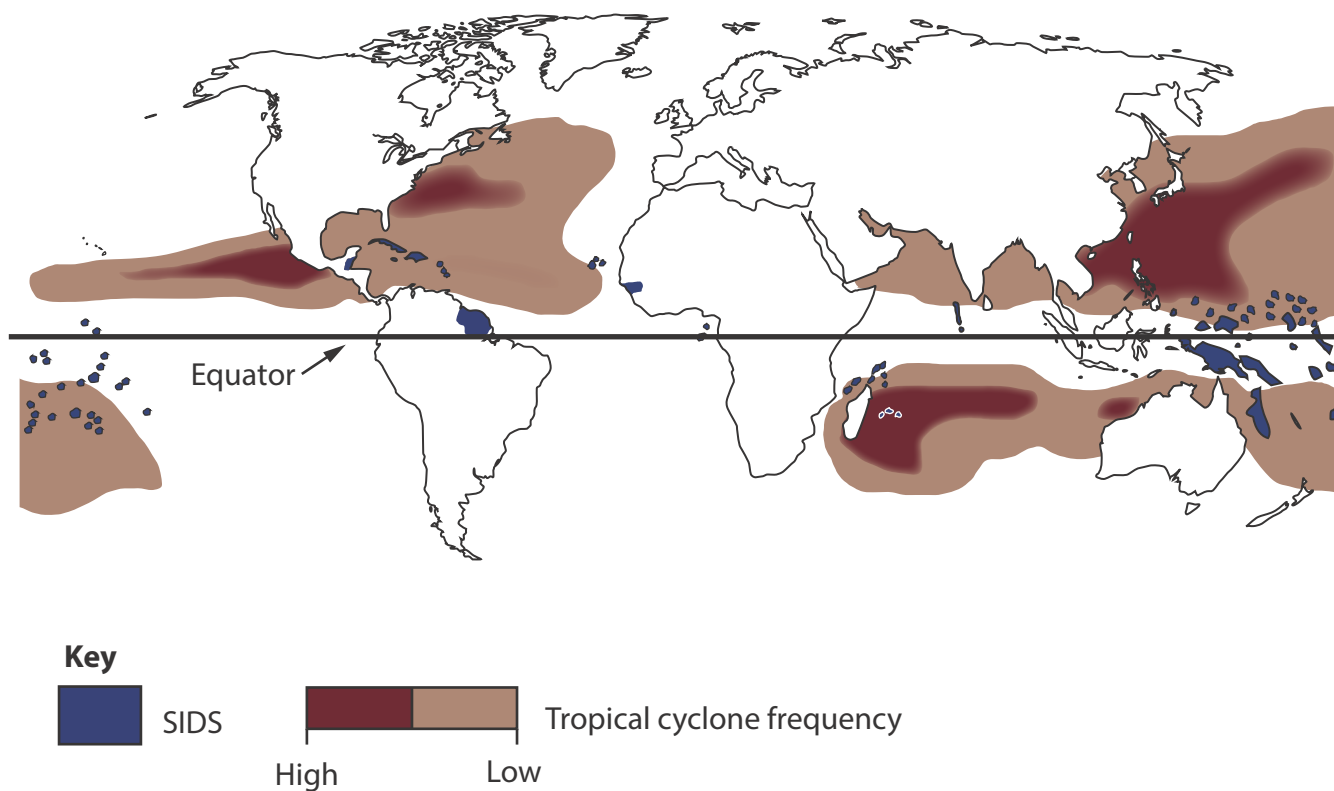 Equator
Key
SIDS
Tropical cyclone frequency
High
Low